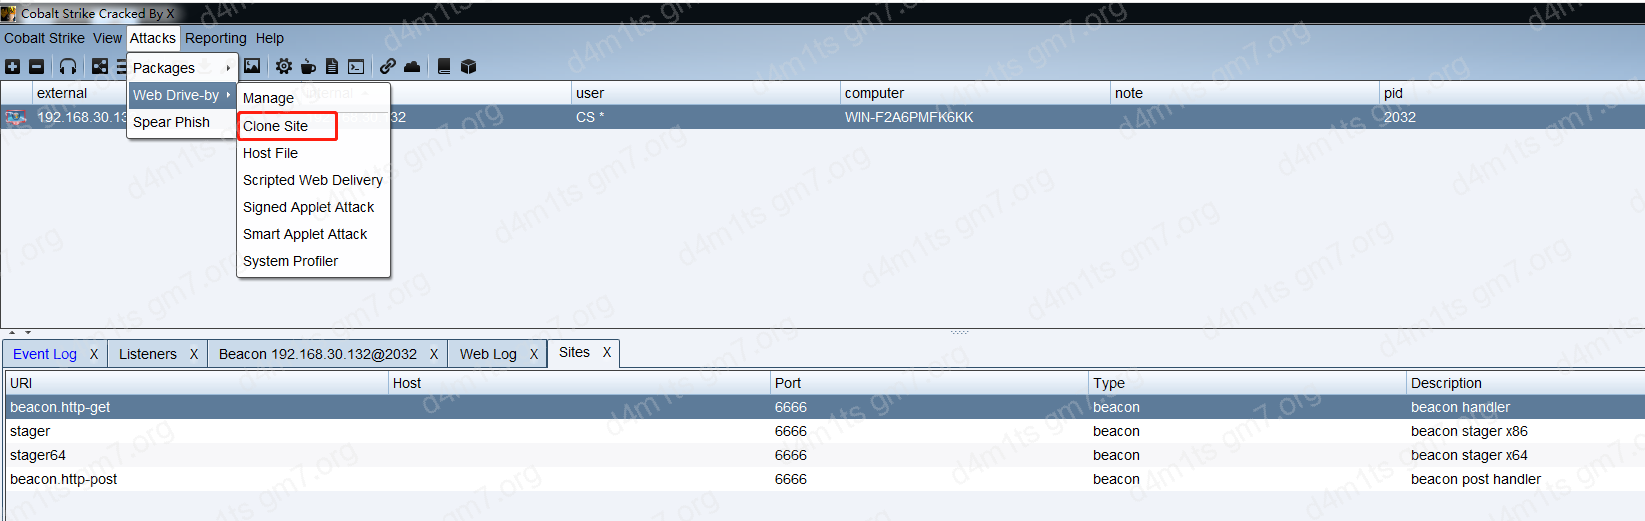 Cobalt Strike Cracked By X
Cobalt Strike View Attacks Reporting Help
Packages
Web Drive-by
Spear Phish
Manage
Clone Site
Host File
Scripted Web Delivery
Signed Applet Attack
Smart Applet Attack
System Profiler
external user computer note pid
192.168.30.13 32 CS * WIN-F2A6PMFK6KK 2032
Event Log X Listeners X Beacon 192.168.30.132@2032 X Web Log X Sites X
URI Host Port Type Description
beacon.http-get 6666 beacon beacon handler
stager 6666 beacon beacon stager x86
stager64 6666 beacon beacon stager x64
beacon.http-post 6666 beacon beacon post handler
d4m1ts gm7.org